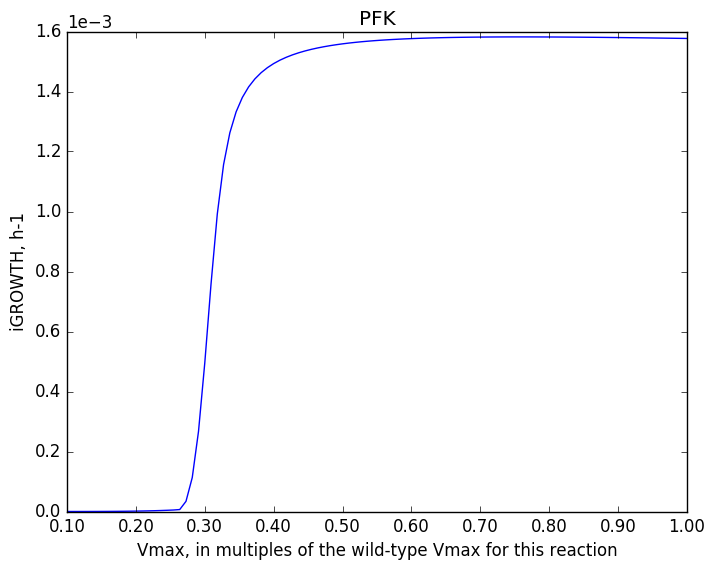 PFK
1e−3
1.6
1.4
1.2
1.0
0.8
0.6
0.4
0.2
0.0
iGROWTH, h-1
0.10 0.20 0.30 0.40 0.50 0.60 0.70 0.80 0.90 1.00
Vmax, in multiples of the wild-type Vmax for this reaction